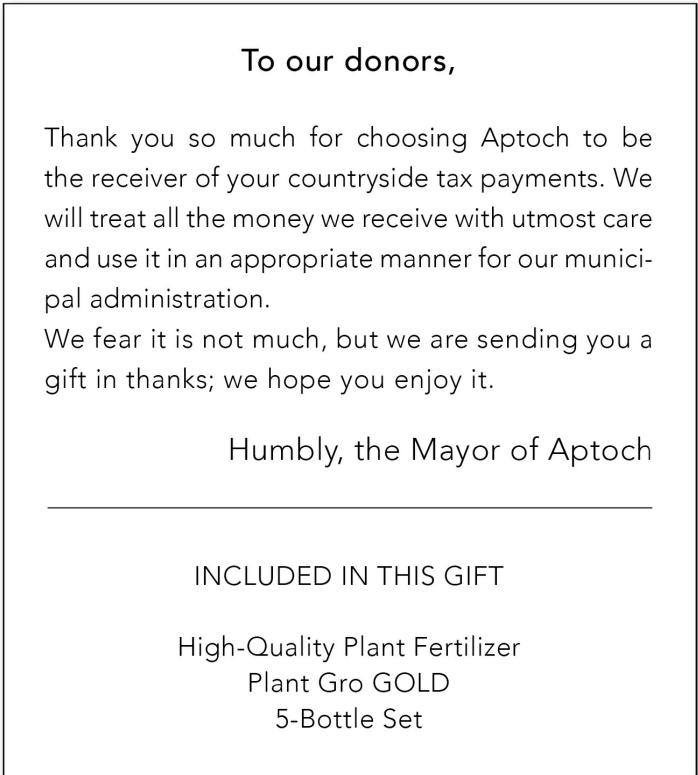 To our donors,
Thank you so much for choosing Aptoch to be
the receiver of your countryside tax payments. We
will treat all the money we receive with utmost care
and use it in an appropriate manner for our munici-
pal administration.
We fear it is not much, but we are sending you a
gift in thanks; we hope you enjoy it.
Humbly, the Mayor of Aptoch
INCLUDED IN THIS GIFT
High-Quality Plant Fertilizer
Plant Gro GOLD
5-Bottle Set